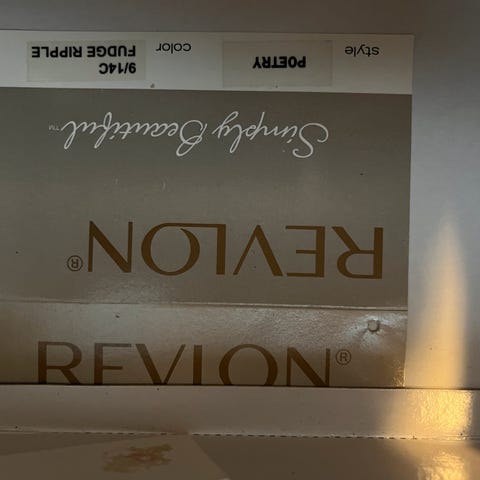 REVLON®
REVLON®
Simply Beautiful™
style POETRY color 9/14C
FUDGE RIPPLE